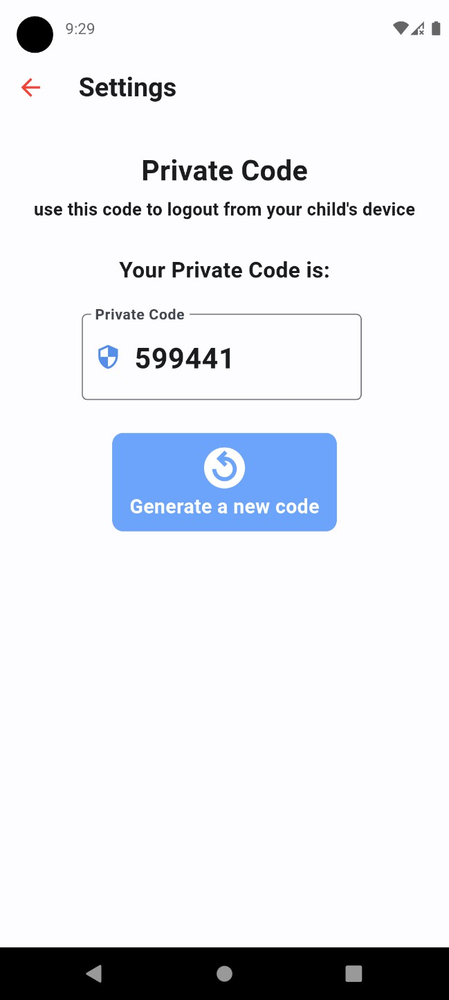 9:29
Settings
Private Code
use this code to logout from your child's device
Your Private Code is:
Private Code
599441
Generate a new code